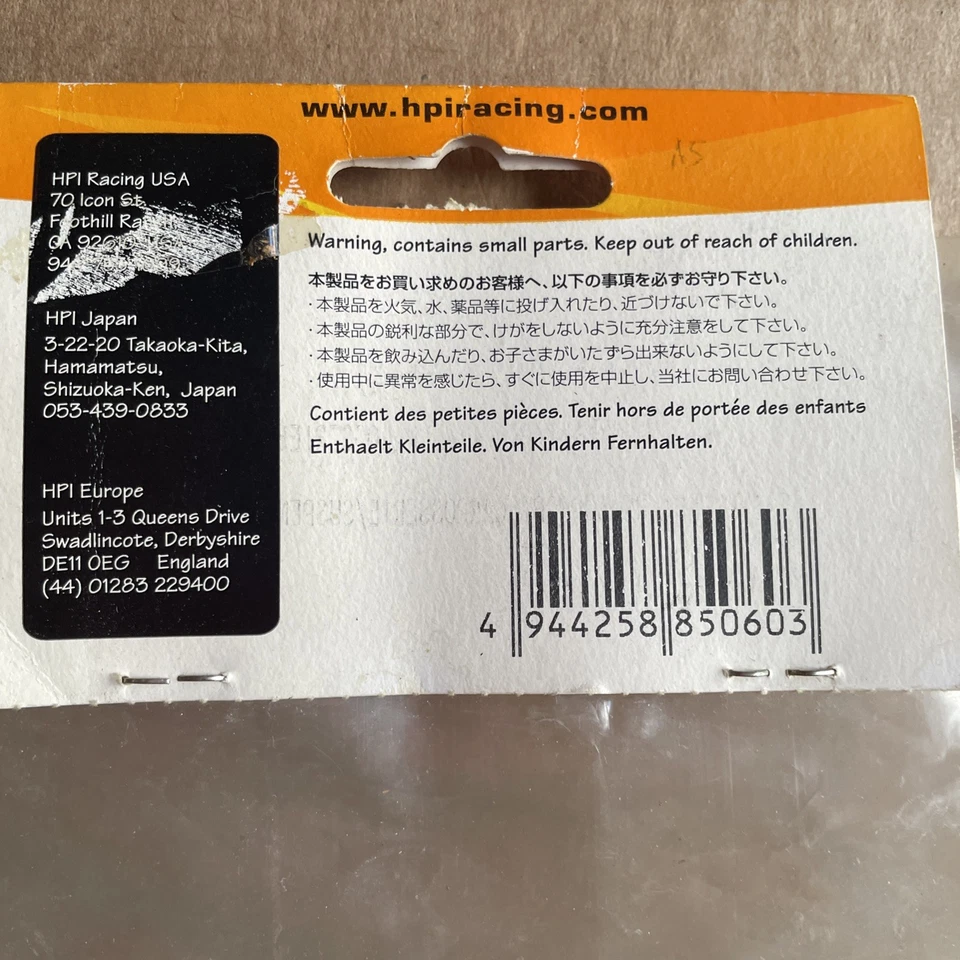 www.hpiracing.com
A5
HPI Racing USA
70 Icon St.
Foothill
CA
HPI Japan
3-22-20 Takaoka-Kita,
Hamamatsu,
Shizuoka-Ken, Japan
053-439-0833
HPI Europe
Units 1-3 Queens Drive
Swadlincote, Derbyshire
DE11 0EG England
(44) 01283 229400
Warning, contains small parts. Keep out of reach of children.
本製品をお買い求めのお客様へ、以下の事項を必ずお守り下さい。
・本製品を火気、水、薬品等に投げ入れたり、近づけないで下さい。
・本製品の鋭利な部分で、けがをしないように充分注意をして下さい。
・本製品を飲み込んだり、お子さまがいたずら出来ないようにして下さい。
・使用中に異常を感じたら、すぐに使用を中止し、当社にお問い合わせ下さい。
Contient des petites pièces. Tenir hors de portée des enfants
Enthaelt Kleinteile. Von Kindern Fernhalten.
4 944258 850603